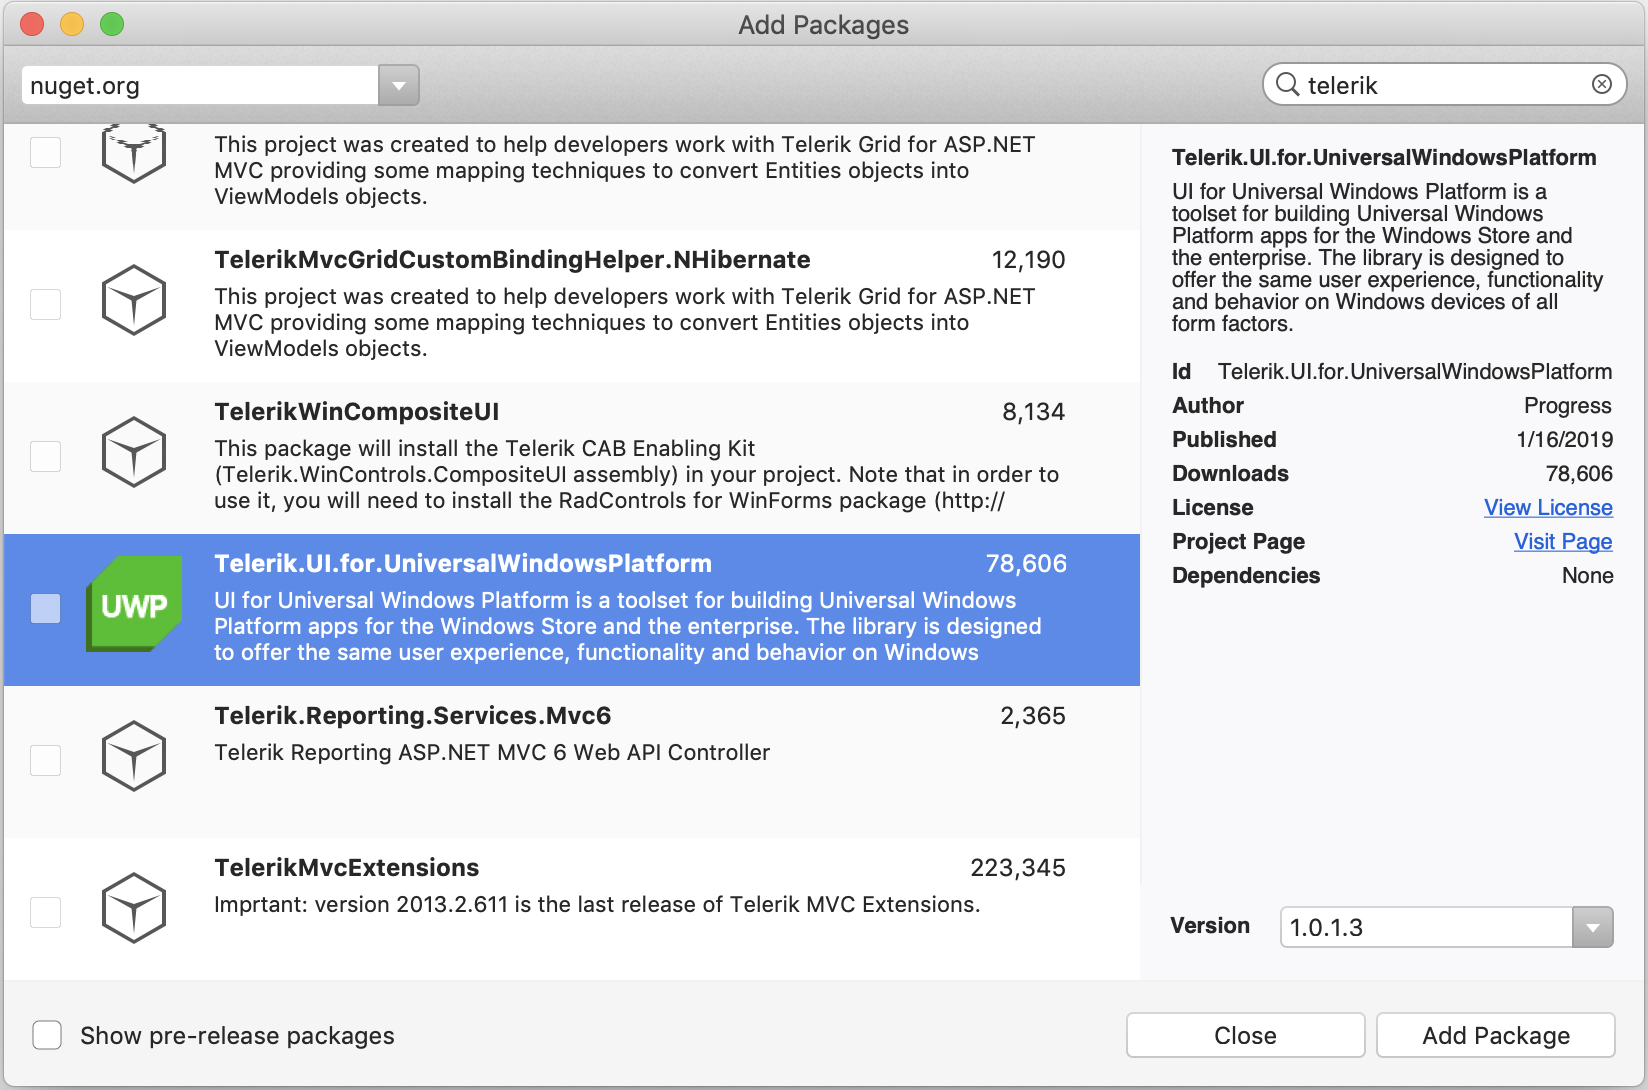 Add Packages
nuget.org
telerik
This project was created to help developers work with Telerik Grid for ASP.NET
MVC providing some mapping techniques to convert Entities objects into
ViewModels objects.
TelerikMvcGridCustomBindingHelper.NHibernate 12,190
This project was created to help developers work with Telerik Grid for ASP.NET
MVC providing some mapping techniques to convert Entities objects into
ViewModels objects.
TelerikWinCompositeUI 8,134
This package will install the Telerik CAB Enabling Kit
(Telerik.WinControls.CompositeUI assembly) in your project. Note that in order to
use it, you will need to install the RadControls for WinForms package (http://
UWP
Telerik.UI.for.UniversalWindowsPlatform 78,606
UI for Universal Windows Platform is a toolset for building Universal Windows
Platform apps for the Windows Store and the enterprise. The library is designed
to offer the same user experience, functionality and behavior on Windows
Telerik.Reporting.Services.Mvc6 2,365
Telerik Reporting ASP.NET MVC 6 Web API Controller
TelerikMvcExtensions 223,345
Imprtant: version 2013.2.611 is the last release of Telerik MVC Extensions.
Telerik.UI.for.UniversalWindowsPlatform
UI for Universal Windows Platform is a
toolset for building Universal Windows
Platform apps for the Windows Store and
the enterprise. The library is designed to
offer the same user experience, functionality
and behavior on Windows devices of all
form factors.
Id Telerik.UI.for.UniversalWindowsPlatform
Author Progress
Published 1/16/2019
Downloads 78,606
License View License
Project Page Visit Page
Dependencies None
Version 1.0.1.3
Show pre-release packages
Close
Add Package